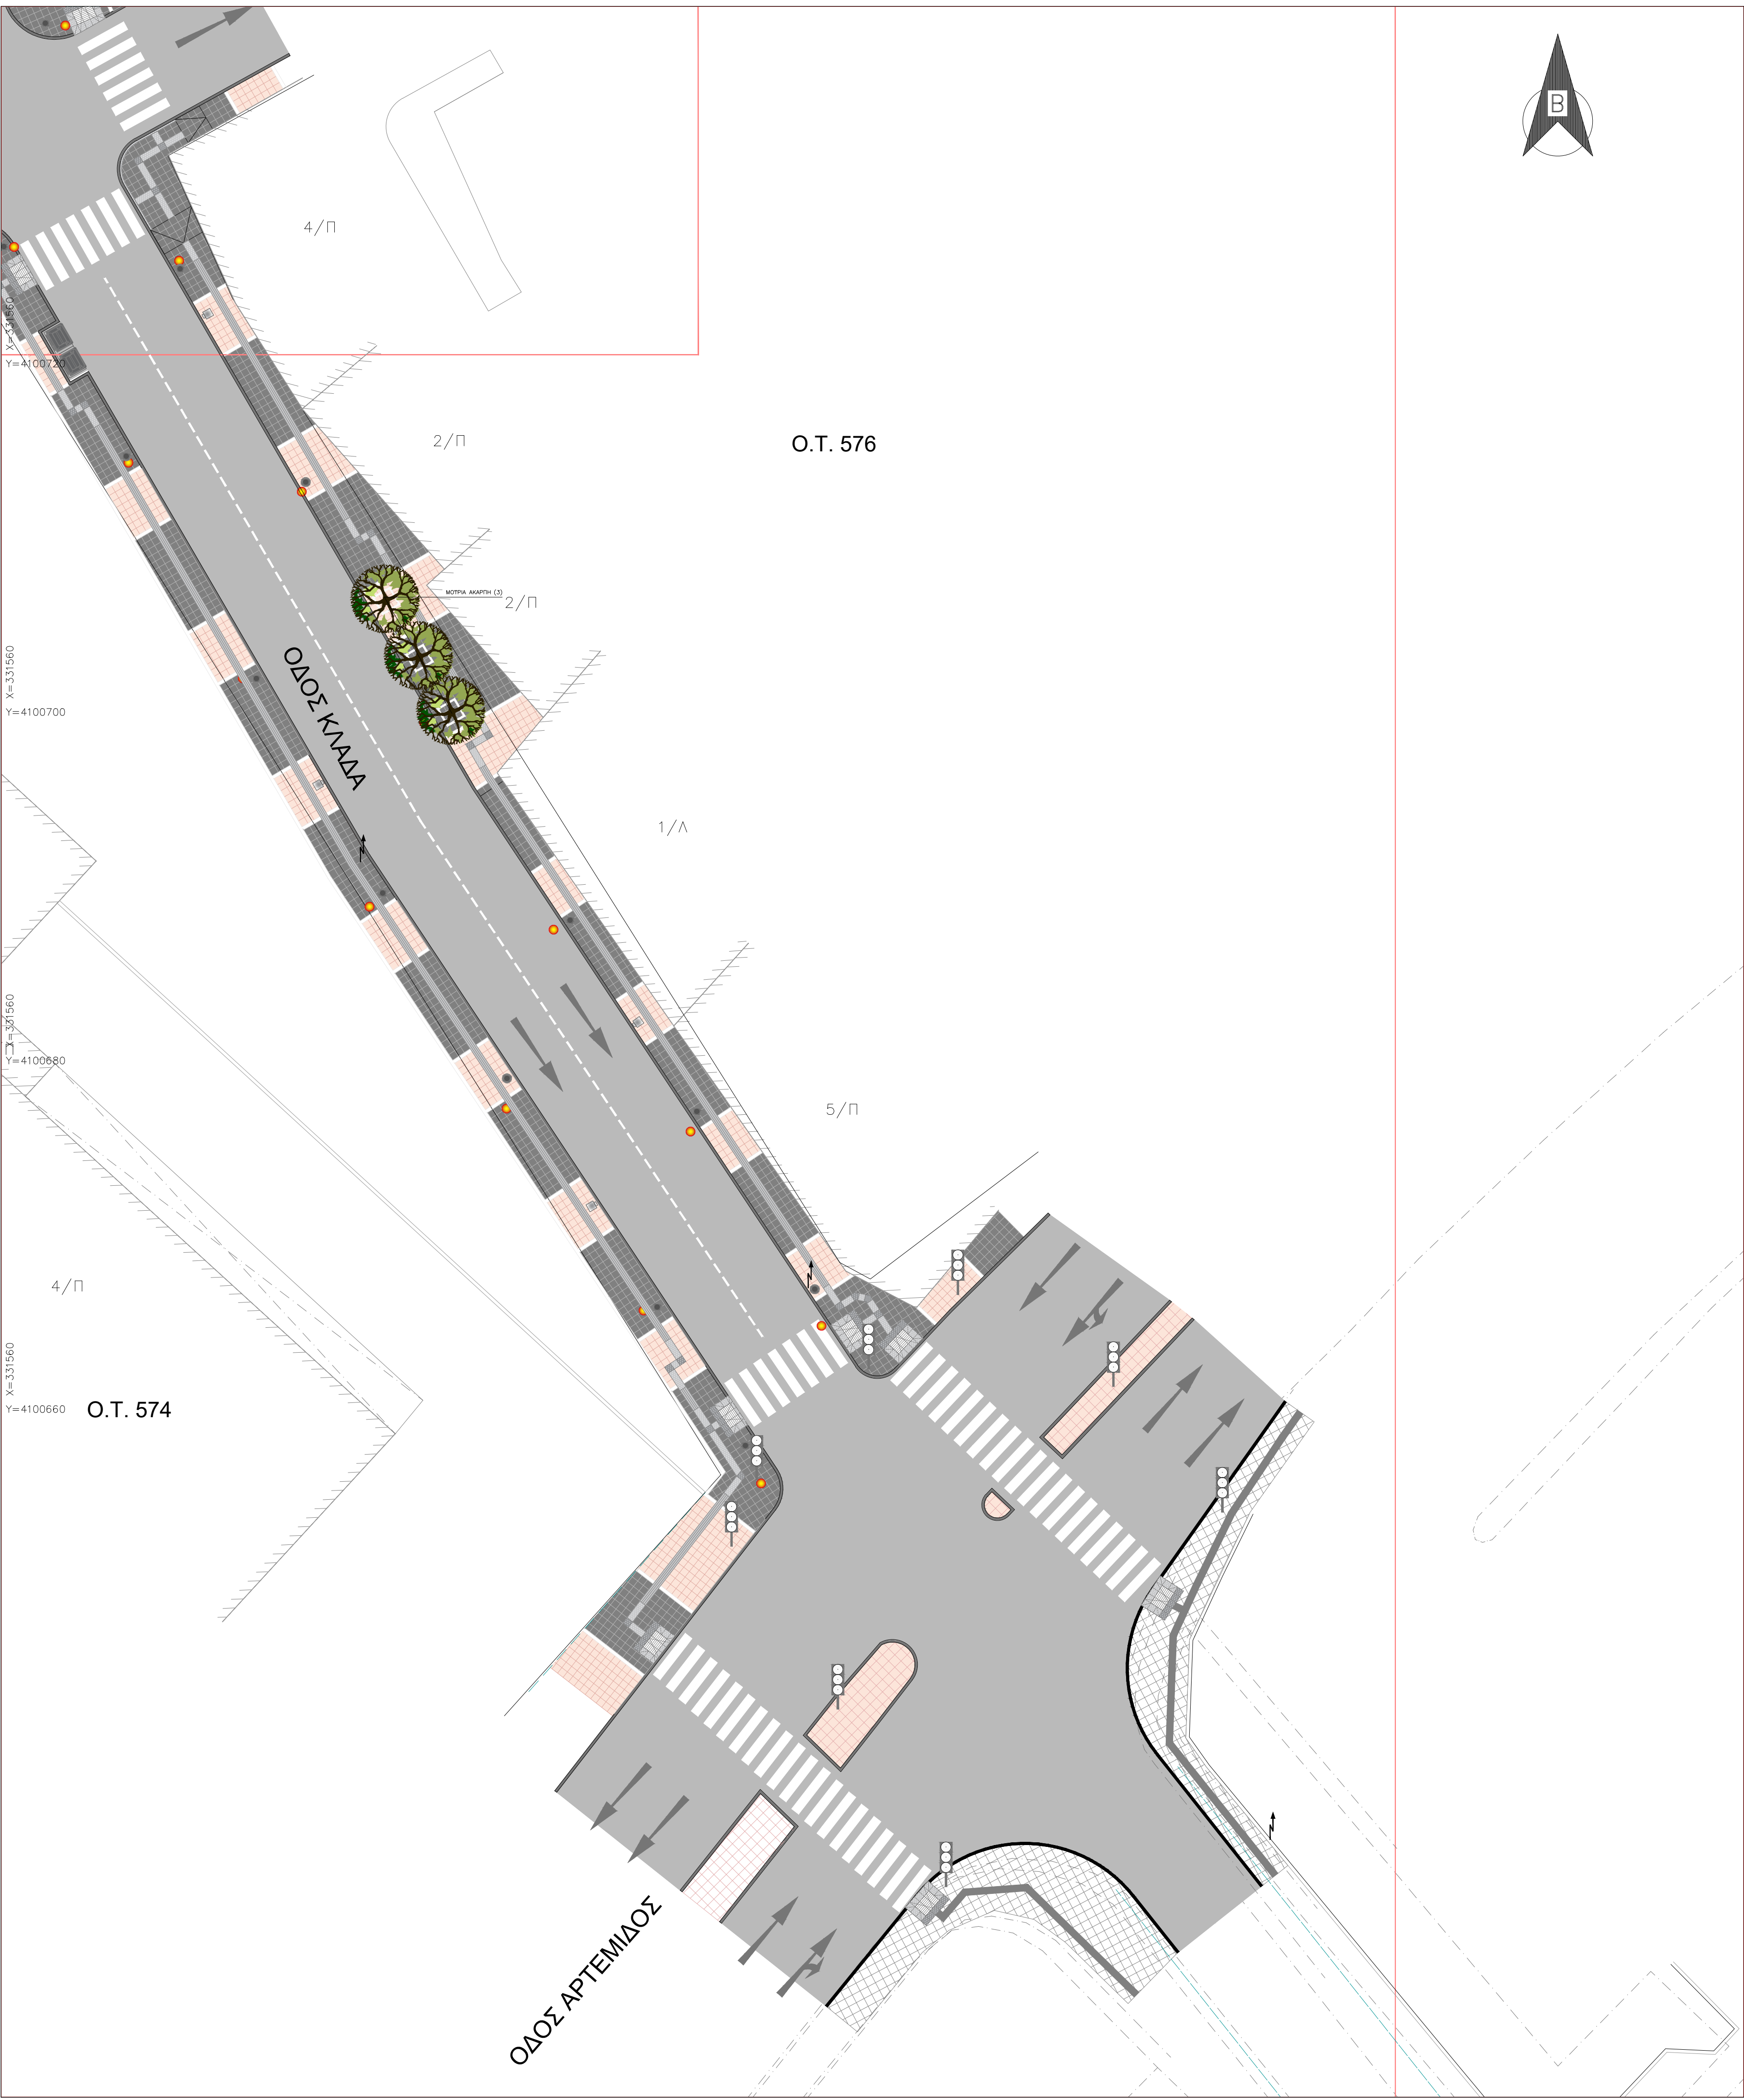 B
4/Π
X=331560
Y=4100720
2/Π
Ο.Τ. 576
ΜΟΤΡΙΑ ΑΚΑΡΠΗ (3)
2/Π
ΟΔΟΣ ΚΛΑΔΑ
X=331560
Y=4100700
1/Λ
X=331560
Π
Y=4100680
5/Π
4/Π
X=331560
Y=4100660
Ο.Τ. 574
ΟΔΟΣ ΑΡΤΕΜΙΔΟΣ